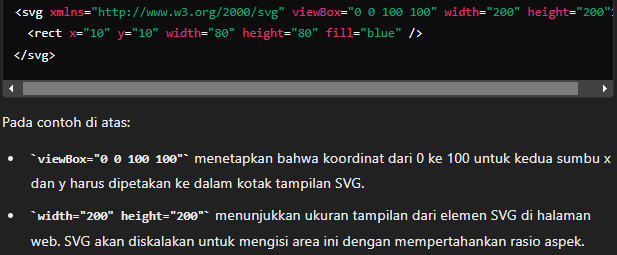 <svg xmlns="http://www.w3.org/2000/svg" viewBox="0 0 100 100" width="200" height="200"
<rect x="10" y="10" width="80" height="80" fill="blue" />
</svg>
Pada contoh di atas:
• `viewBox="0 0 100 100"` menetapkan bahwa koordinat dari 0 ke 100 untuk kedua sumbu x
dan y harus dipetakan ke dalam kotak tampilan SVG.
• `width="200" height="200"` menunjukkan ukuran tampilan dari elemen SVG di halaman
web. SVG akan diskalakan untuk mengisi area ini dengan mempertahankan rasio aspek.